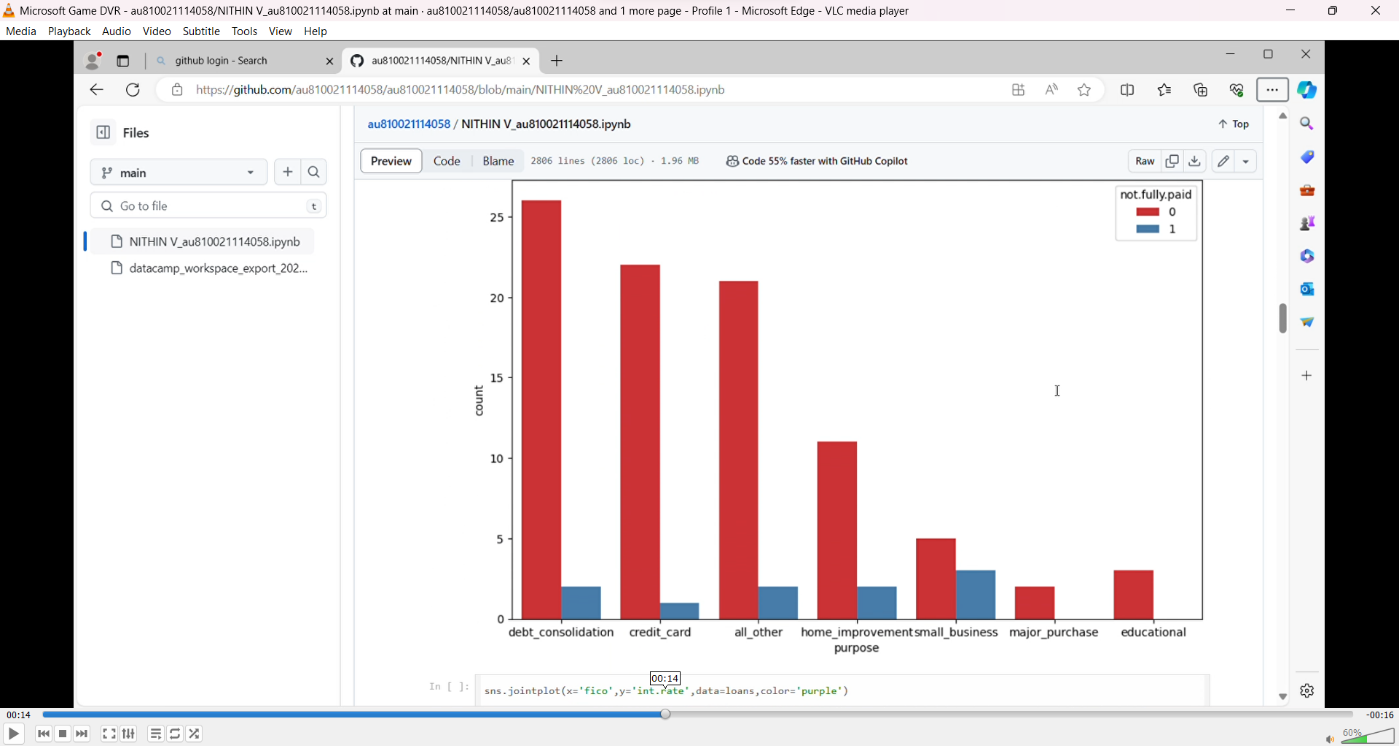 Microsoft Game DVR - au810021114058/NITHIN V_au810021114058.ipynb at main · au810021114058/au810021114058 and 1 more page - Profile 1 - Microsoft Edge - VLC media player
Media Playback Audio Video Subtitle Tools View Help
github login - Search
au810021114058/NITHIN V_au81
https://github.com/au810021114058/au810021114058/blob/main/NITHIN%20V_au810021114058.ipynb
Files
au810021114058 / NITHIN V_au810021114058.ipynb
Top
main
Preview Code Blame 2806 lines (2806 loc) · 1.96 MB Code 55% faster with GitHub Copilot Raw
Go to file t
NITHIN V_au810021114058.ipynb
datacamp_workspace_export_202...
not.fully.paid
0
1
25
20
15
10
5
0
count
debt_consolidation credit_card all_other home_improvement small_business major_purchase educational
purpose
00:14
In [ ]: sns.jointplot(x='fico',y='int.rate',data=loans,color='purple')
00:14 -00:16
60%